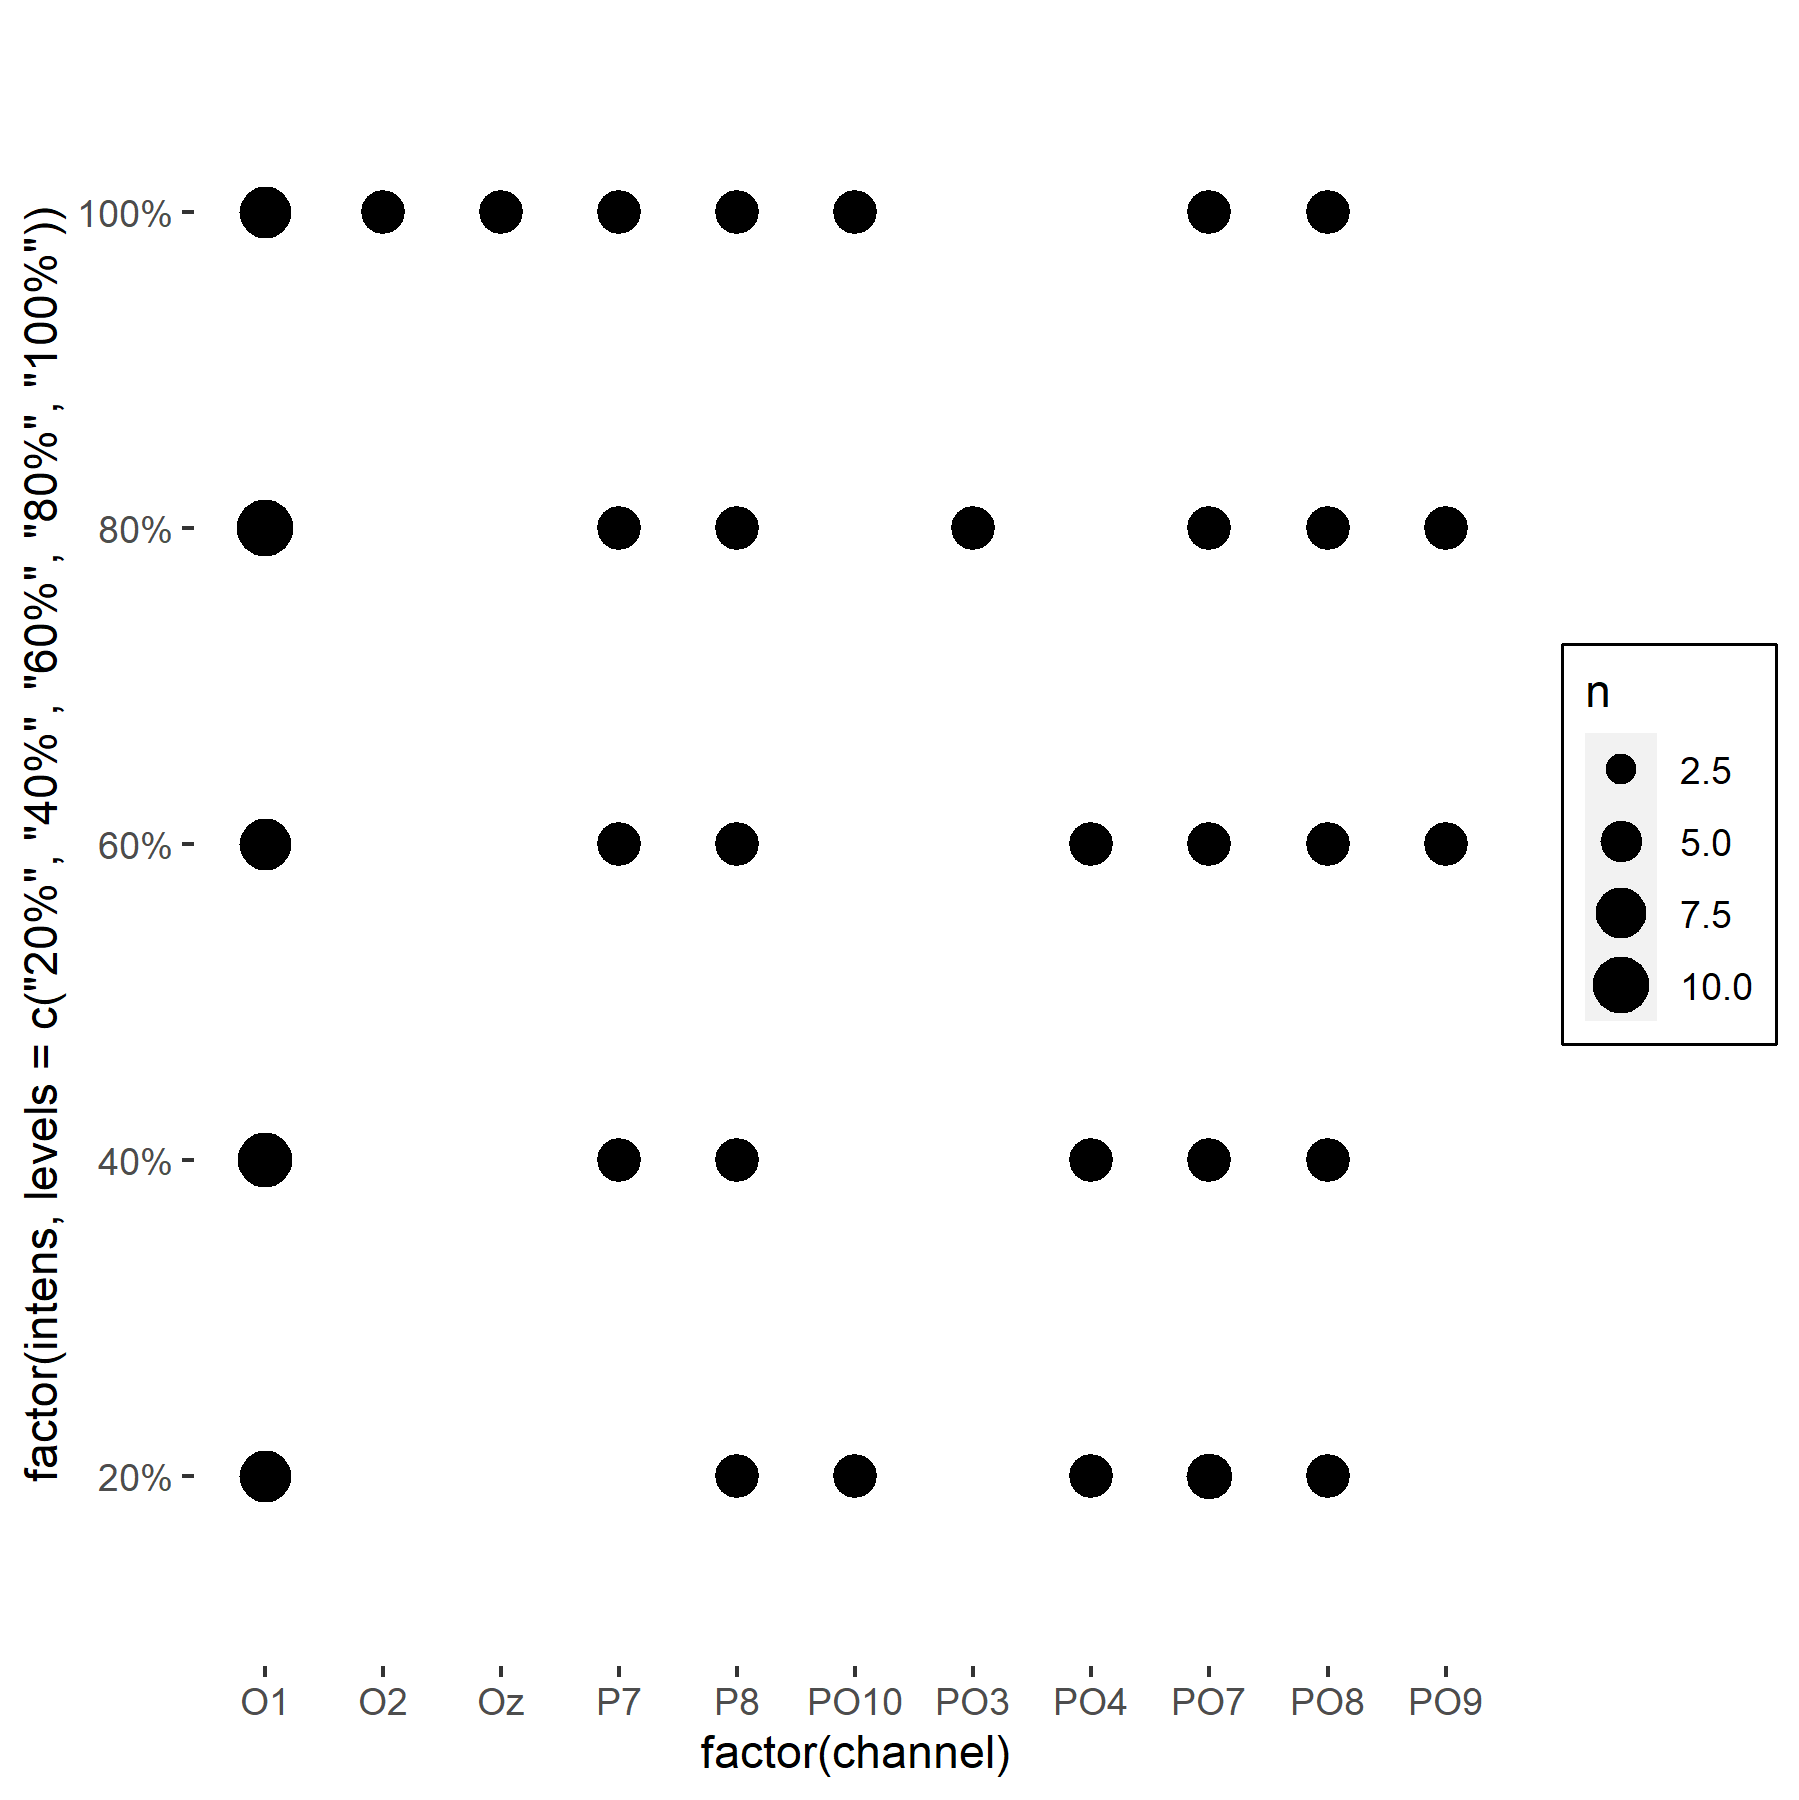 factor(intens, levels = c("20%", "40%", "60%", "80%", "100%"))
100%
80%
60%
40%
20%
O1 O2 Oz P7 P8 PO10 PO3 PO4 PO7 PO8 PO9
factor(channel)
n
2.5
5.0
7.5
10.0